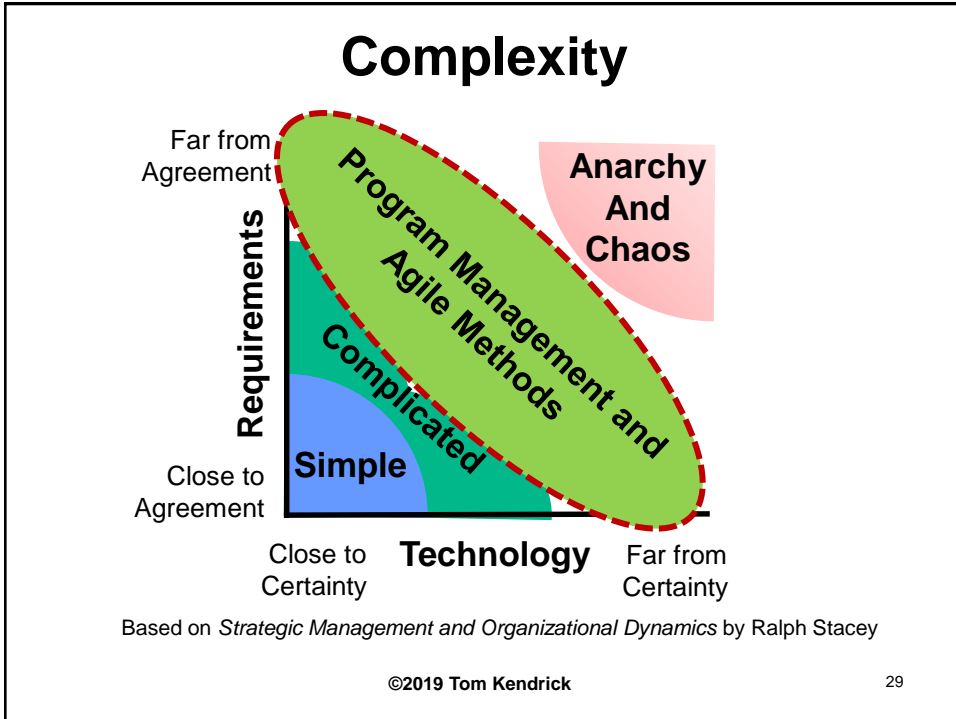 Complexity
Far from
Agreement
Anarchy
And
Chaos
Program Management and
Agile Methods
Requirements
Complicated
Simple
Close to
Agreement
Close to
Certainty
Technology
Far from
Certainty
Based on Strategic Management and Organizational Dynamics by Ralph Stacey
©2019 Tom Kendrick
29